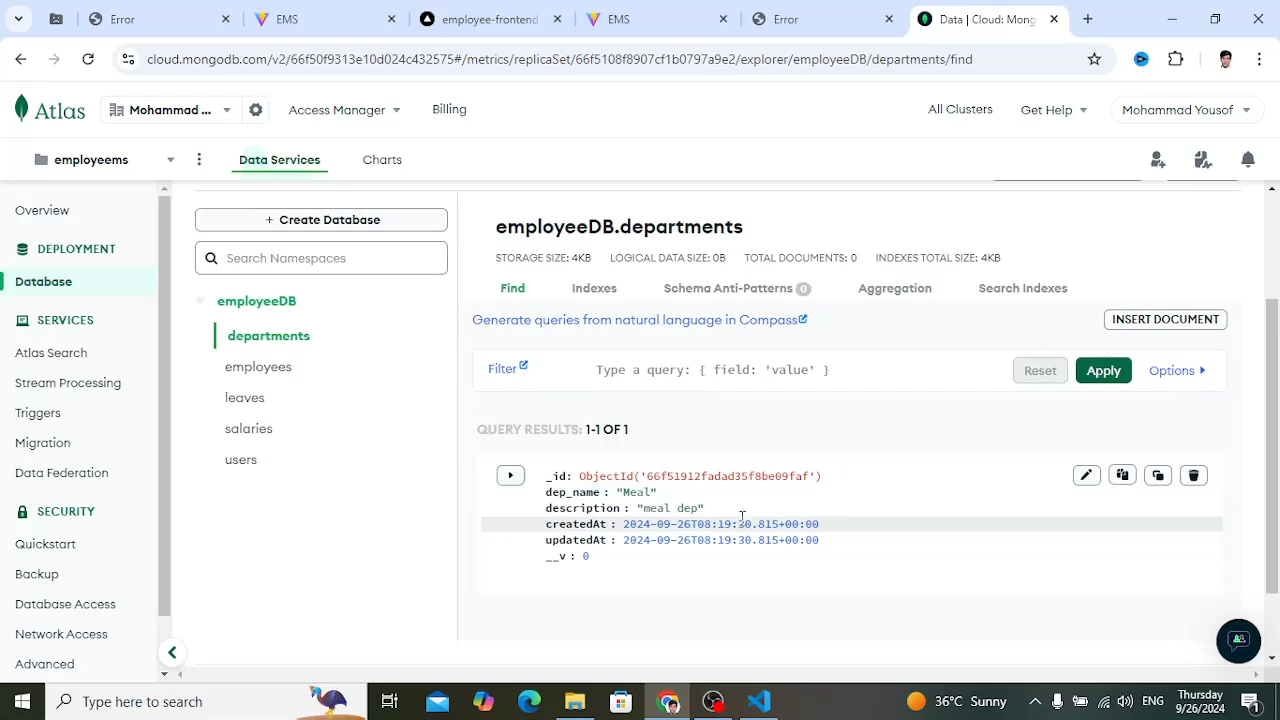 Error
EMS
employee-frontend
EMS
Error
Data | Cloud: Mong
cloud.mongodb.com/v2/66f50f9313e10d024c432575#/metrics/replicaSet/66f5108f8907cf1b0797a9e2/explorer/employeeDB/departments/find
Atlas
Mohammad ...
Access Manager
Billing
All Clusters
Get Help
Mohammad Yousof
employeems
Data Services
Charts
Overview
DEPLOYMENT
Database
SERVICES
Atlas Search
Stream Processing
Triggers
Migration
Data Federation
SECURITY
Quickstart
Backup
Database Access
Network Access
Advanced
+ Create Database
Search Namespaces
employeeDB
departments
employees
leaves
salaries
users
employeeDB.departments
STORAGE SIZE: 4KB LOGICAL DATA SIZE: 0B TOTAL DOCUMENTS: 0 INDEXES TOTAL SIZE: 4KB
Find Indexes Schema Anti-Patterns 0 Aggregation Search Indexes
Generate queries from natural language in Compass
INSERT DOCUMENT
Filter
Type a query: { field: 'value' }
Reset
Apply
Options
QUERY RESULTS: 1-1 OF 1
_id: ObjectId('66f51912fadad35f8be09faf')
dep_name : "Meal"
description : "meal dep"
createdAt : 2024-09-26T08:19:30.815+00:00
updatedAt : 2024-09-26T08:19:30.815+00:00
__v : 0
Type here to search
36°C Sunny
ENG
Thursday
9/26/2024
1